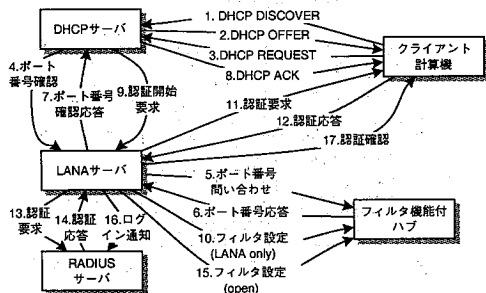 DHCPサーバ
1. DHCP DISCOVER
2.DHCP OFFER
3.DHCP REQUEST
8.DHCP ACK
クライアント
計算機
4.ポート
番号確認
7.ポート番号
確認応答
9.認証開始
要求
11.認証要求
12.認証応答
17.認証確認
LANAサーバ
5.ポート番号
問い合わせ
6.ポート番号応答
10.フィルタ設定
(LANA only)
15.フィルタ設定
(open)
フィルタ機能付
ハブ
13.認証
要求
14.認証
応答
16.ログ
イン通知
RADIUS
サーバ